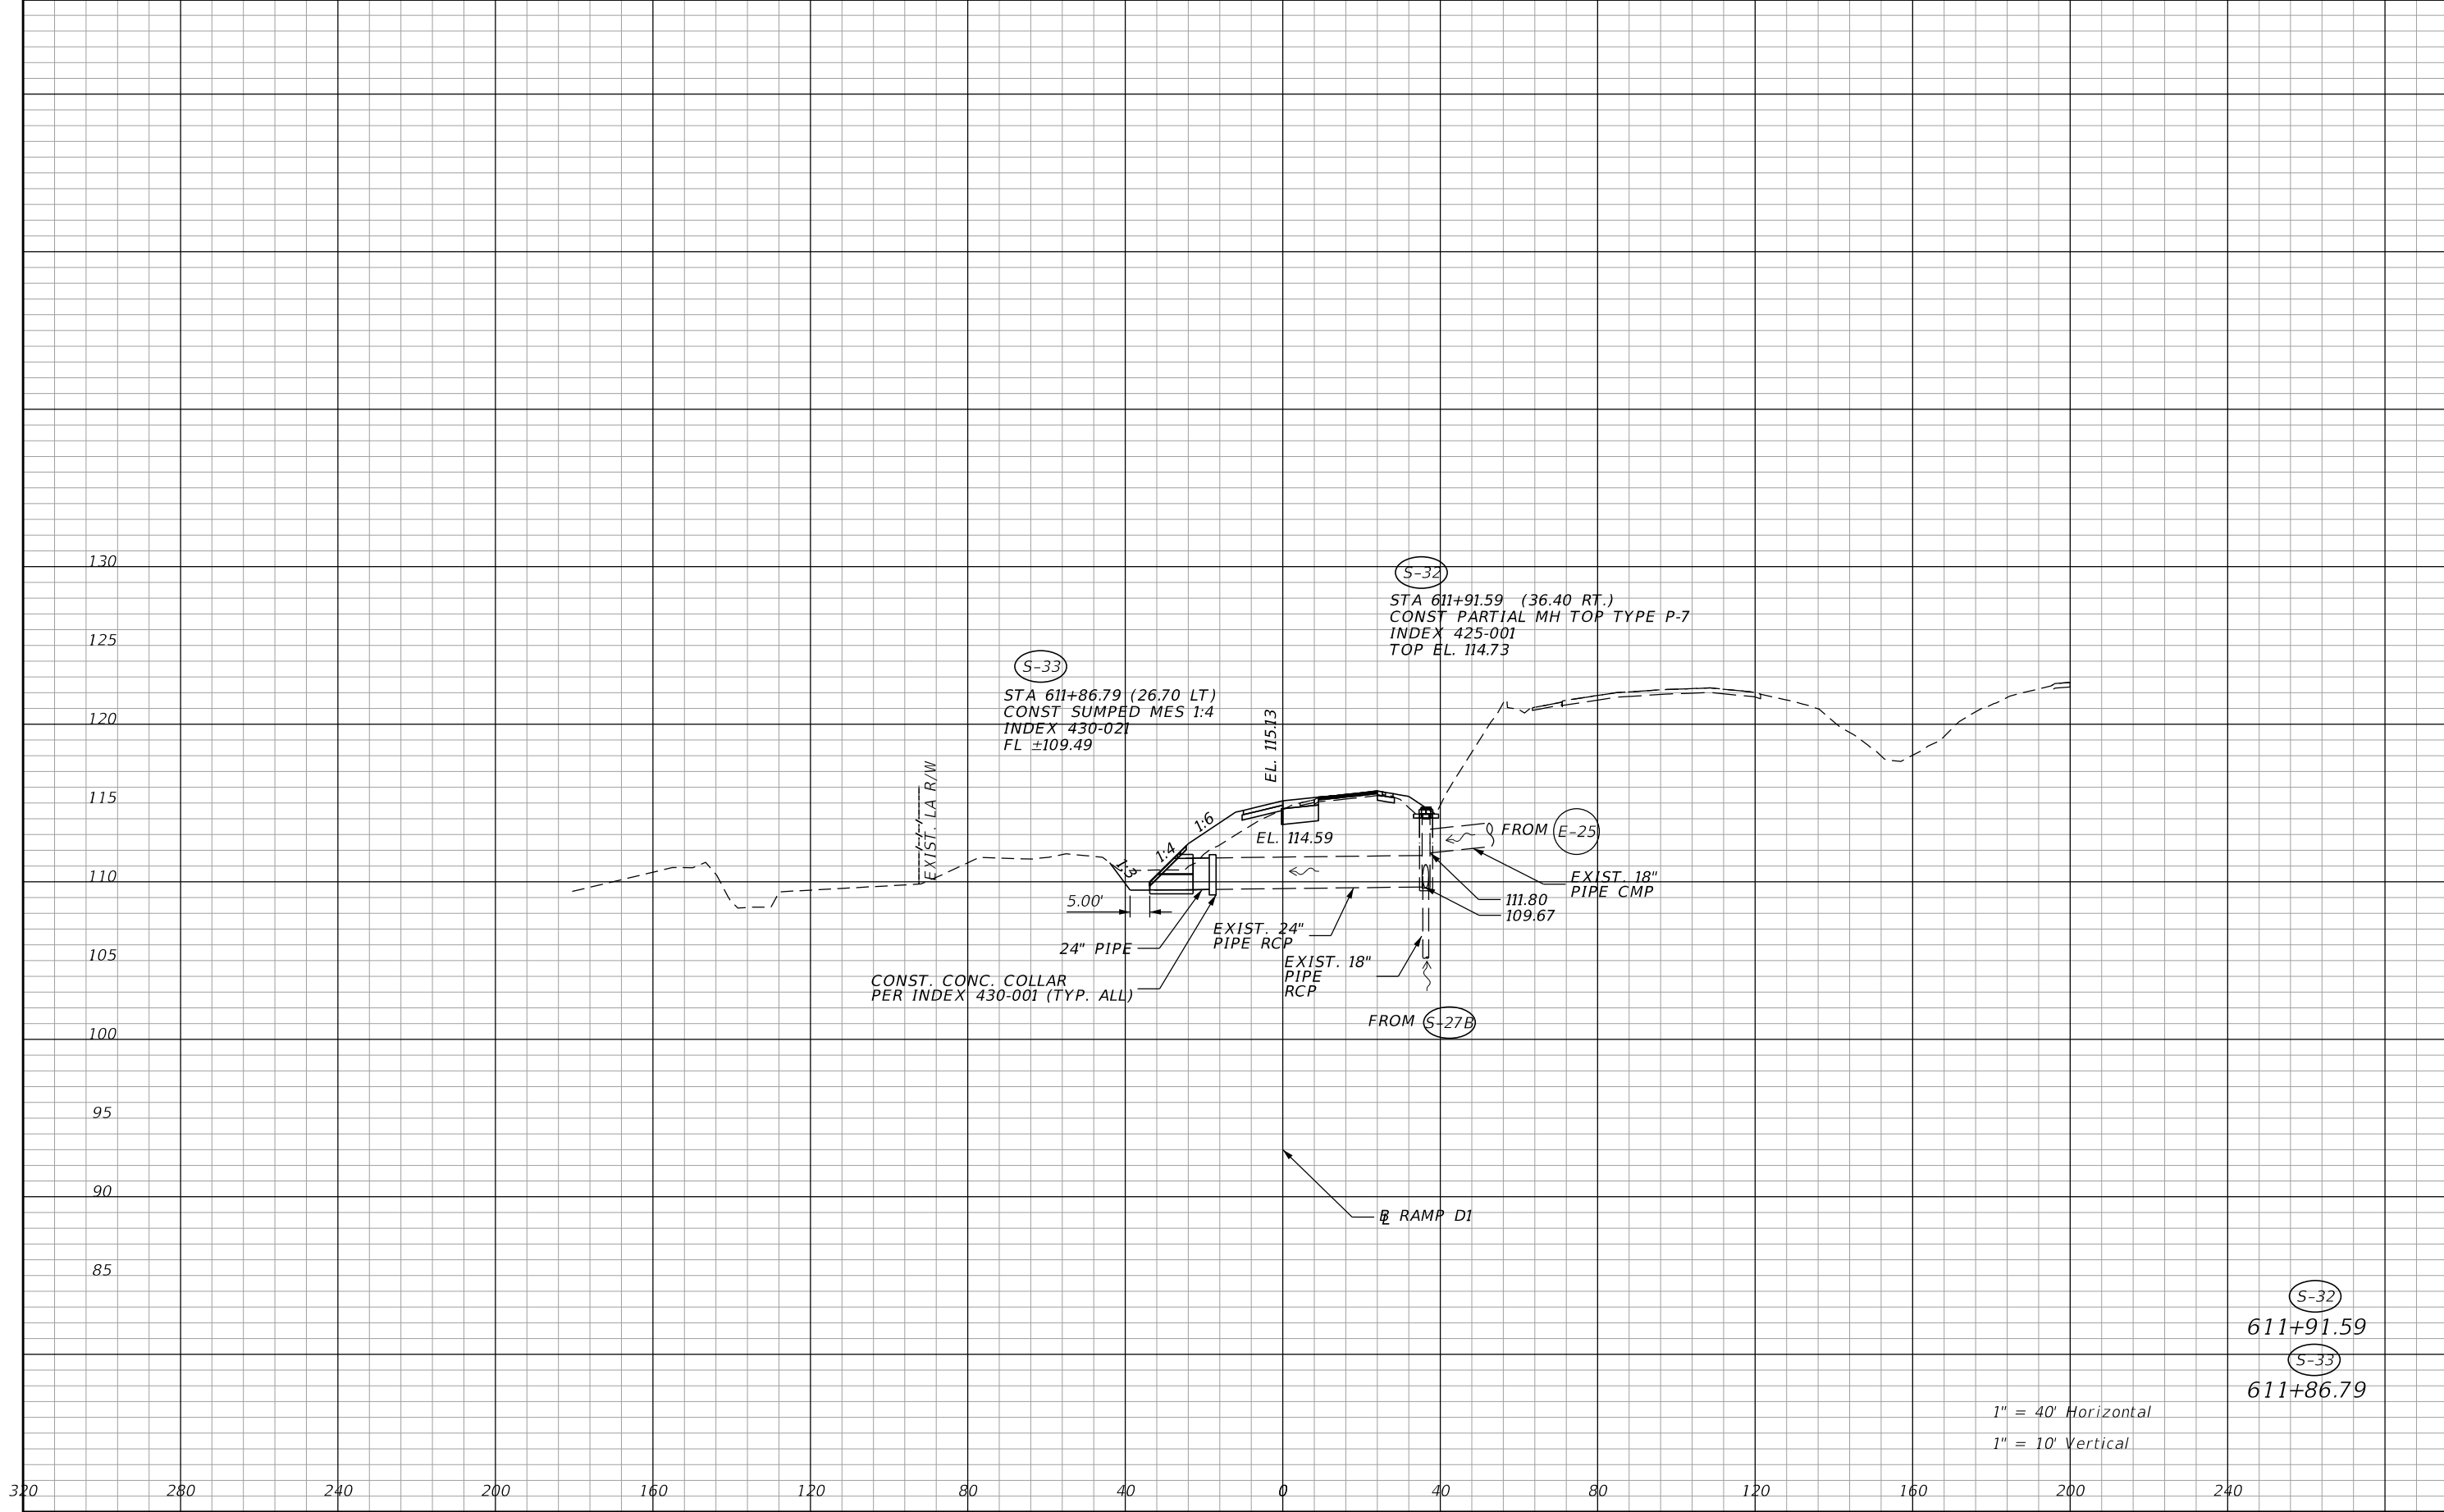 130
125
120
115
110
105
100
95
90
85
S-32
STA 611+91.59 (36.40 RT.)
CONST PARTIAL MH TOP TYPE P-7
INDEX 425-001
TOP EL. 114.73
S-33
STA 611+86.79 (26.70 LT)
CONST SUMPED MES 1:4
INDEX 430-021
FL ±109.49
EXIST. LA R/W
EL. 115.13
1:6
1:4
1:3
EL. 114.59
FROM E-25
EXIST. 18"
PIPE CMP
111.80
109.67
5.00'
24" PIPE
EXIST. 24"
PIPE RCP
CONST. CONC. COLLAR
PER INDEX 430-001 (TYP. ALL)
EXIST. 18"
PIPE
RCP
FROM S-27B
BL RAMP D1
S-32
611+91.59
S-33
611+86.79
1" = 40' Horizontal
1" = 10' Vertical
320 280 240 200 160 120 80 40 0 40 80 120 160 200 240